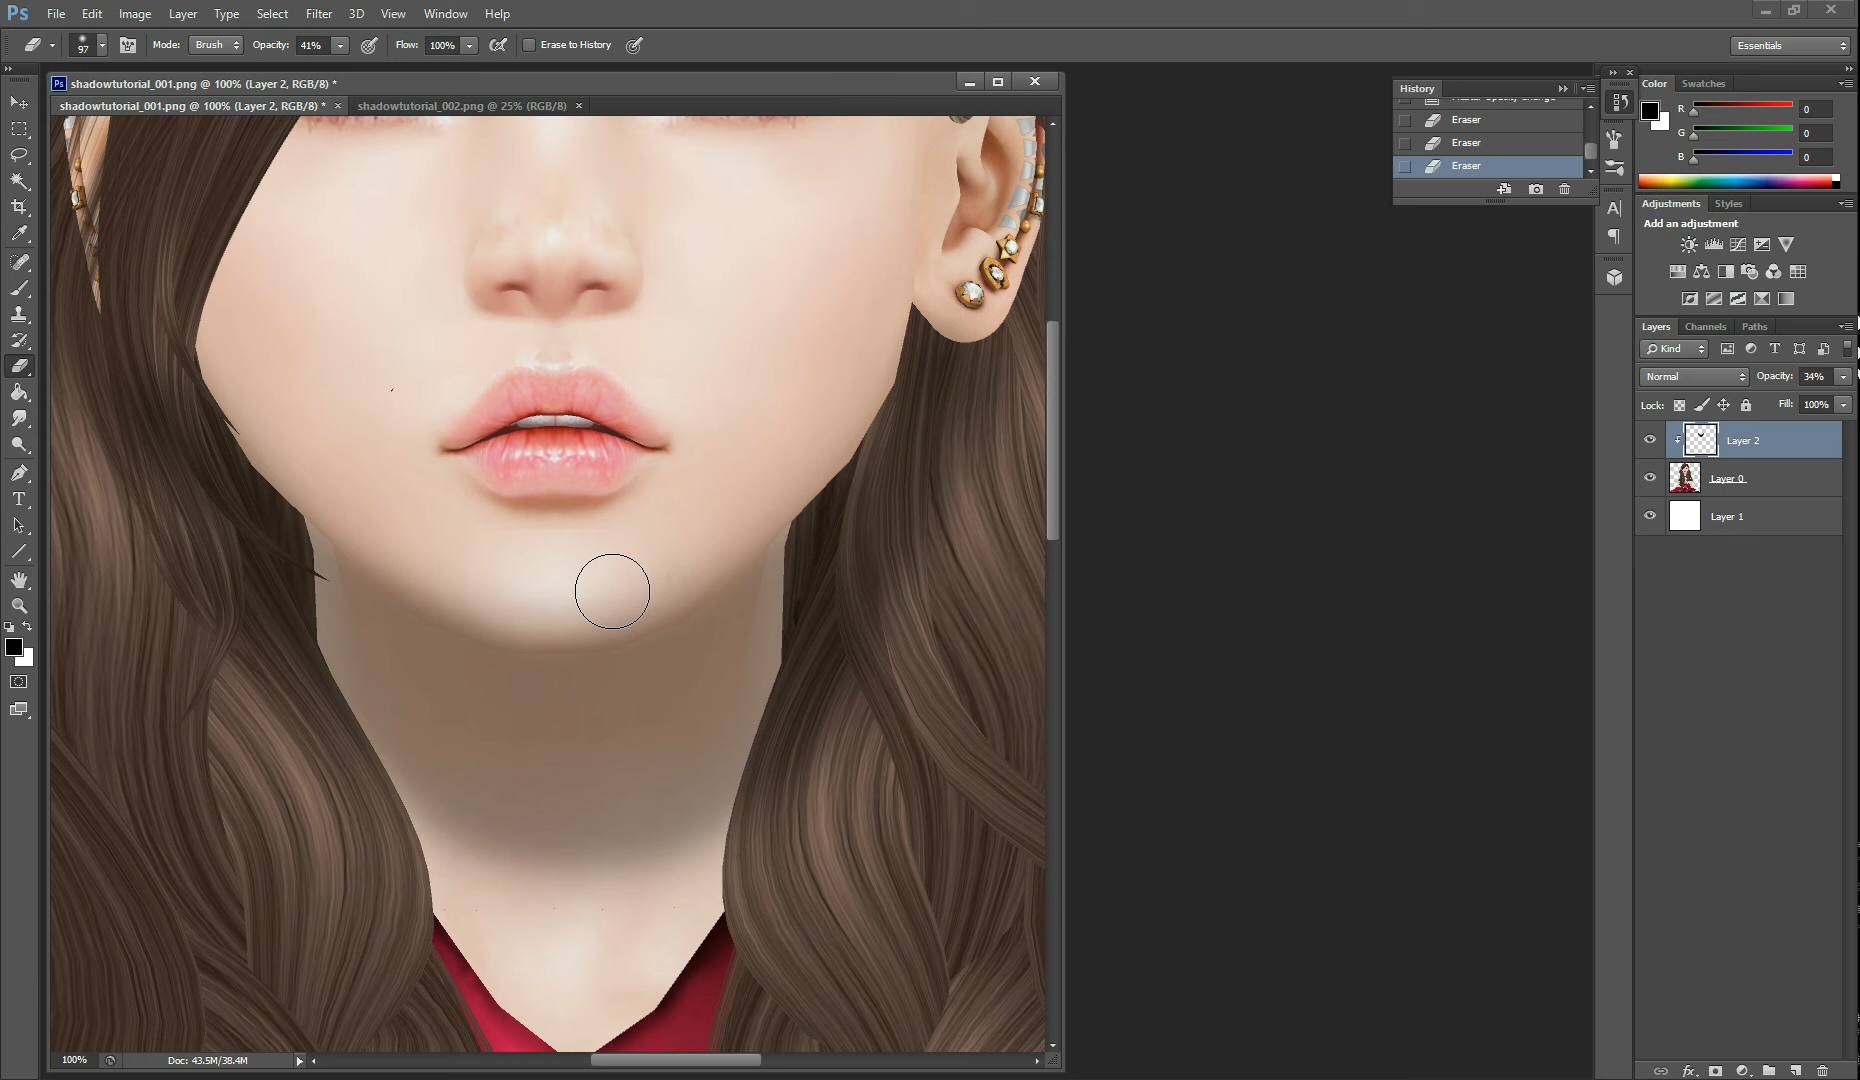 Ps File Edit Image Layer Type Select Filter 3D View Window Help
97 Mode: Brush Opacity: 41% Flow: 100% Erase to History Essentials
Ps shadowtutorial_001.png @ 100% (Layer 2, RGB/8) *
shadowtutorial_001.png @ 100% (Layer 2, RGB/8) * × shadowtutorial_002.png @ 25% (RGB/8) ×
History
Eraser
Eraser
Eraser
Color Swatches
R 0
G 0
B 0
Adjustments Styles
Add an adjustment
Layers Channels Paths
Kind
Normal Opacity: 34%
Lock: Fill: 100%
Layer 2
Layer 0
Layer 1
100% Doc: 43.5M/38.4M